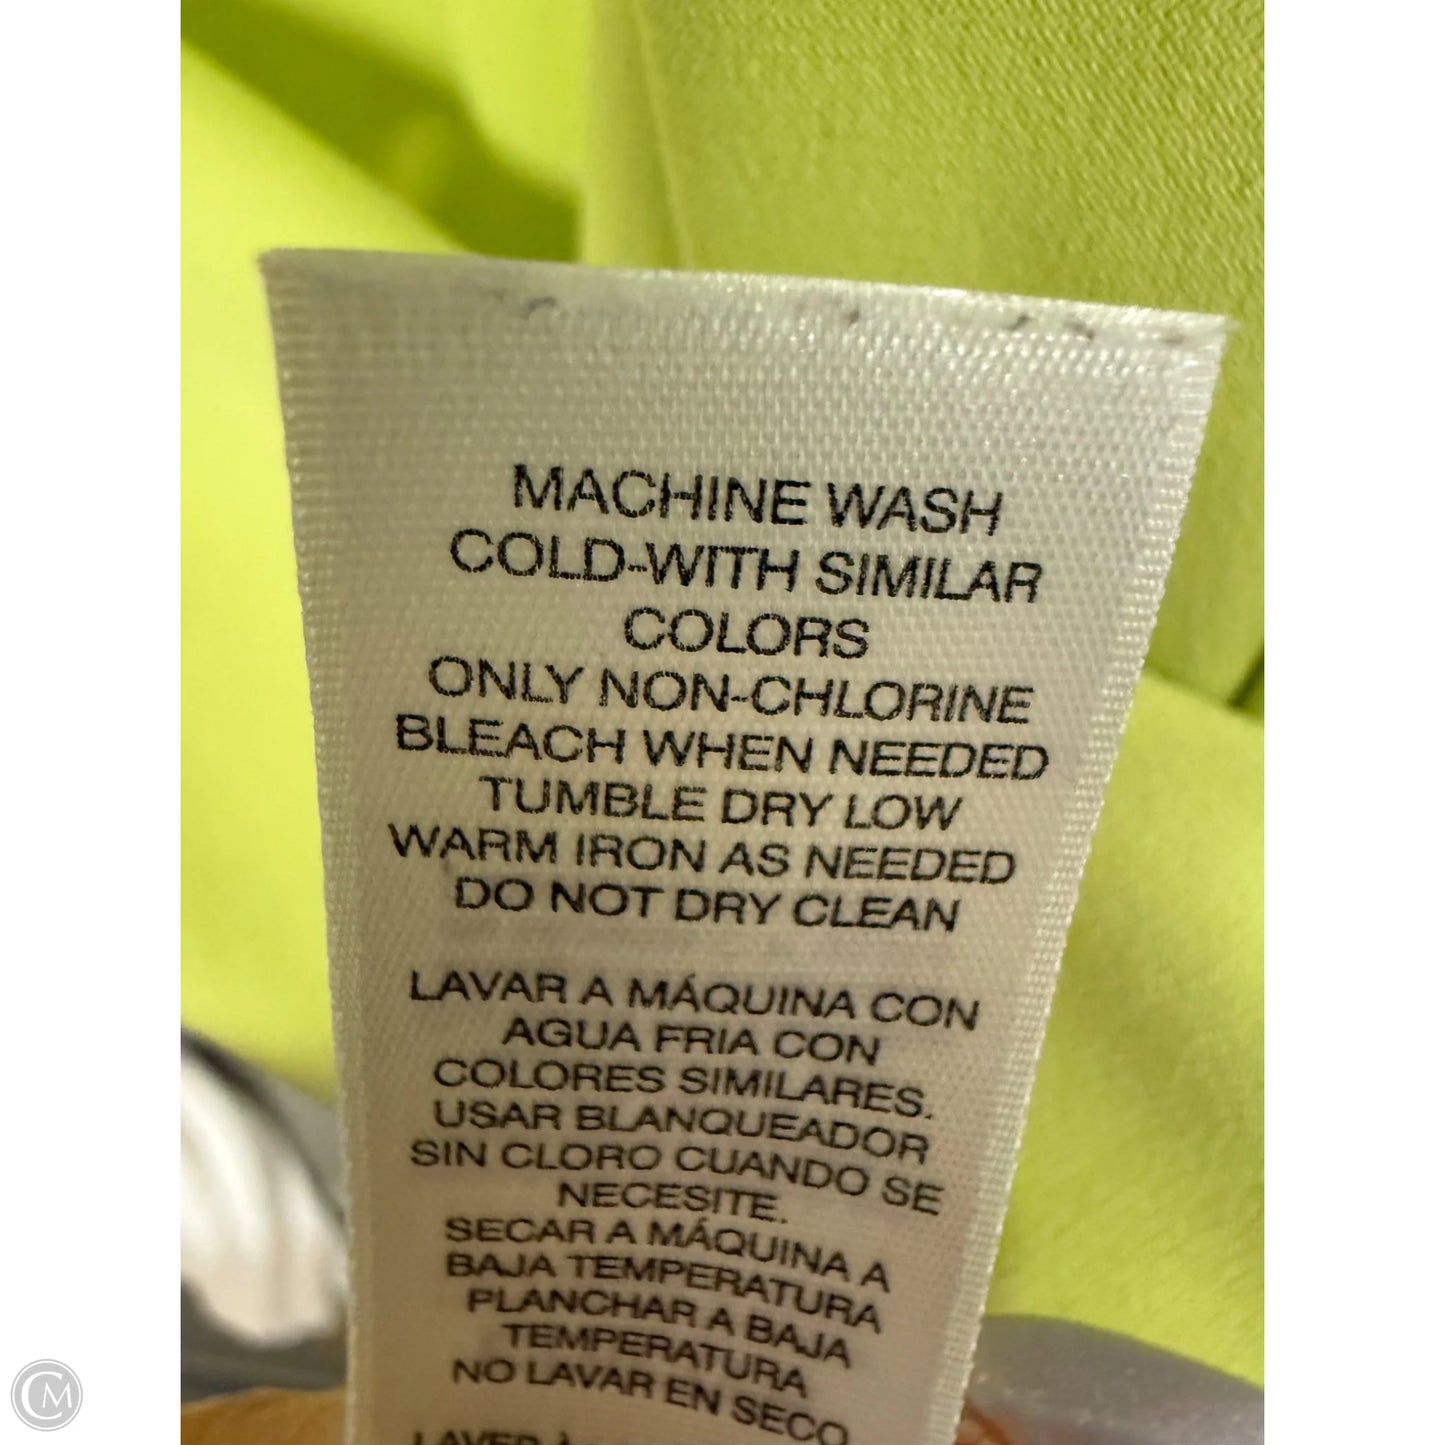 MACHINE WASH
COLD-WITH SIMILAR
COLORS
ONLY NON-CHLORINE
BLEACH WHEN NEEDED
TUMBLE DRY LOW
WARM IRON AS NEEDED
DO NOT DRY CLEAN
LAVAR A MÁQUINA CON
AGUA FRIA CON
COLORES SIMILARES.
USAR BLANQUEADOR
SIN CLORO CUANDO SE
NECESITE.
SECAR A MÁQUINA A
BAJA TEMPERATURA
PLANCHAR A BAJA
TEMPERATURA
NO LAVAR EN SECO
LAVER À
CM